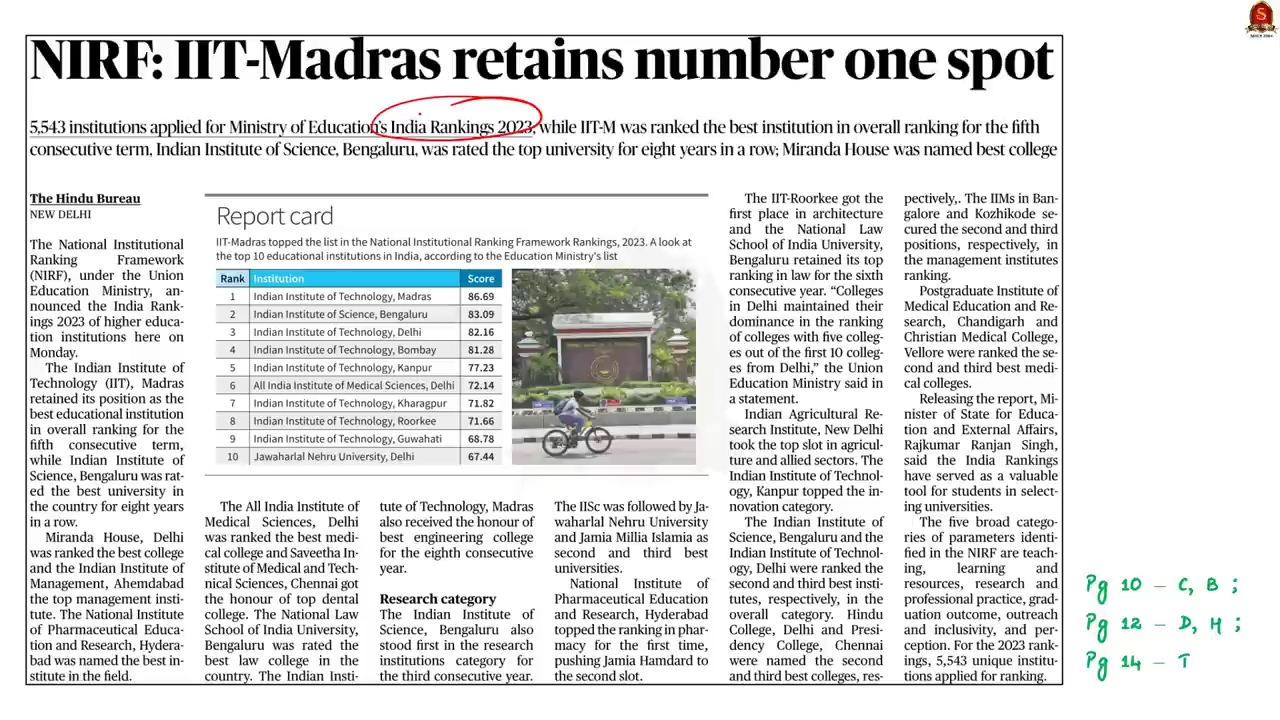 NIRF: IIT-Madras retains number one spot
5,543 institutions applied for Ministry of Education's India Rankings 2023, while IIT-M was ranked the best institution in overall ranking for the fifth
consecutive term, Indian Institute of Science, Bengaluru, was rated the top university for eight years in a row; Miranda House was named best college
The Hindu Bureau
NEW DELHI
The National Institutional
Ranking Framework
(NIRF), under the Union
Education Ministry, an-
nounced the India Rank-
ings 2023 of higher educa-
tion institutions here on
Monday.
The Indian Institute of
Technology (IIT), Madras
retained its position as the
best educational institution
in overall ranking for the
fifth consecutive term,
while Indian Institute of
Science, Bengaluru was rat-
ed the best university in
the country for eight years
in a row.
Miranda House, Delhi
was ranked the best college
and the Indian Institute of
Management, Ahemdabad
the top management insti-
tute. The National Institute
of Pharmaceutical Educa-
tion and Research, Hydera-
bad was named the best in-
stitute in the field.
Report card
IIT-Madras topped the list in the National Institutional Ranking Framework Rankings, 2023. A look at
the top 10 educational institutions in India, according to the Education Ministry's list
Rank Institution Score
1 Indian Institute of Technology, Madras 86.69
2 Indian Institute of Science, Bengaluru 83.09
3 Indian Institute of Technology, Delhi 82.16
4 Indian Institute of Technology, Bombay 81.28
5 Indian Institute of Technology, Kanpur 77.23
6 All India Institute of Medical Sciences, Delhi 72.14
7 Indian Institute of Technology, Kharagpur 71.82
8 Indian Institute of Technology, Roorkee 71.66
9 Indian Institute of Technology, Guwahati 68.78
10 Jawaharlal Nehru University, Delhi 67.44
The All India Institute of
Medical Sciences, Delhi
was ranked the best medi-
cal college and Saveetha In-
stitute of Medical and Tech-
nical Sciences, Chennai got
the honour of top dental
college. The National Law
School of India University,
Bengaluru was rated the
best law college in the
country. The Indian Insti-
tute of Technology, Madras
also received the honour of
best engineering college
for the eighth consecutive
year.
Research category
The Indian Institute of
Science, Bengaluru also
stood first in the research
institutions category for
the third consecutive year.
The IISc was followed by Ja-
waharlal Nehru University
and Jamia Millia Islamia as
second and third best
universities.
National Institute of
Pharmaceutical Education
and Research, Hyderabad
topped the ranking in phar-
macy for the first time,
pushing Jamia Hamdard to
the second slot.
The IIT-Roorkee got the
first place in architecture
and the National Law
School of India University,
Bengaluru retained its top
ranking in law for the sixth
consecutive year. “Colleges
in Delhi maintained their
dominance in the ranking
of colleges with five colleg-
es out of the first 10 colleg-
es from Delhi,” the Union
Education Ministry said in
a statement.
Indian Agricultural Re-
search Institute, New Delhi
took the top slot in agricul-
ture and allied sectors. The
Indian Institute of Technol-
ogy, Kanpur topped the in-
novation category.
The Indian Institute of
Science, Bengaluru and the
Indian Institute of Technol-
ogy, Delhi were ranked the
second and third best insti-
tutes, respectively, in the
overall category. Hindu
College, Delhi and Presi-
dency College, Chennai
were named the second
and third best colleges, res-
pectively,. The IIMs in Ban-
galore and Kozhikode se-
cured the second and third
positions, respectively, in
the management institutes
ranking.
Postgraduate Institute of
Medical Education and Re-
search, Chandigarh and
Christian Medical College,
Vellore were ranked the se-
cond and third best medi-
cal colleges.
Releasing the report, Mi-
nister of State for Educa-
tion and External Affairs,
Rajkumar Ranjan Singh,
said the India Rankings
have served as a valuable
tool for students in select-
ing universities.
The five broad catego-
ries of parameters identi-
fied in the NIRF are teach-
ing, learning and
resources, research and
professional practice, grad-
uation outcome, outreach
and inclusivity, and per-
ception. For the 2023 rank-
ings, 5,543 unique institu-
tions applied for ranking.
Pg 10 – C, B ;
Pg 12 – D, H ;
Pg 14 – T
S
SINCE 2004